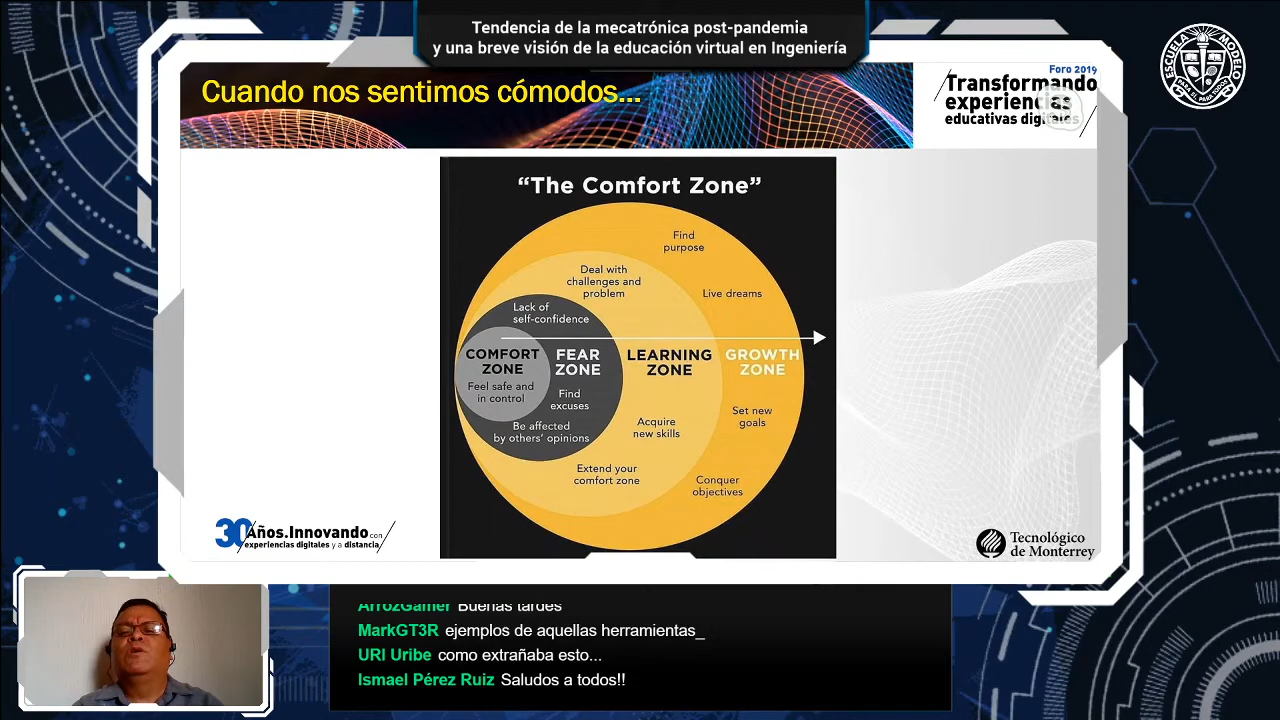 Tendencia de la mecatrónica post-pandemia
y una breve visión de la educación virtual en Ingeniería
ESCUELA MODELO
Cuando nos sentimos cómodos...
Foro 2019
Transformando
experiencias
educativas digitales
“The Comfort Zone”
Find
purpose
Deal with
challenges and
problem
Live dreams
Lack of
self-confidence
COMFORT
ZONE
Feel safe and
in control
FEAR
ZONE
Find
excuses
Be affected
by others’ opinions
LEARNING
ZONE
Acquire
new skills
Extend your
comfort zone
GROWTH
ZONE
Set new
goals
Conquer
objectives
30 Años.Innovando con
experiencias digitales y a distancia
Tecnológico
de Monterrey
ArrozGamer Buenas tardes
MarkGT3R ejemplos de aquellas herramientas_
URI Uribe como extrañaba esto...
Ismael Pérez Ruiz Saludos a todos!!